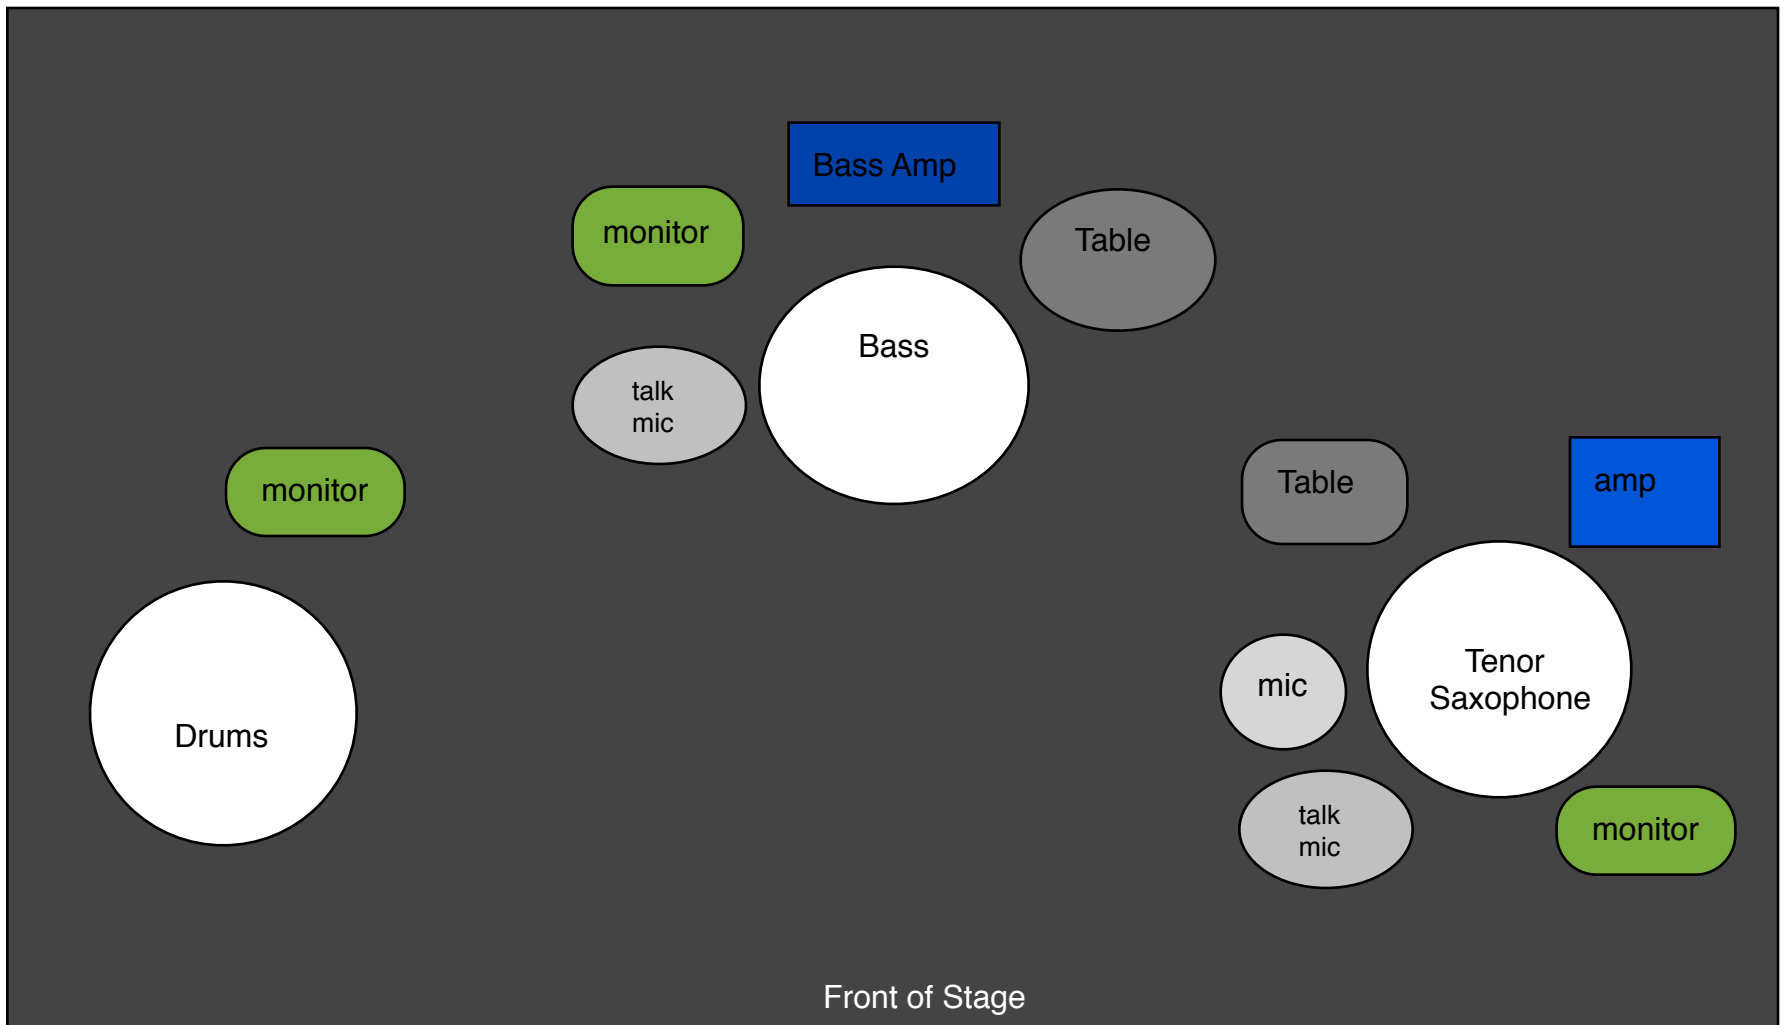 Bass Amp
monitor
Table
Bass
talk
mic
monitor
Table
amp
Drums
mic
Tenor
Saxophone
talk
mic
monitor
Front of Stage